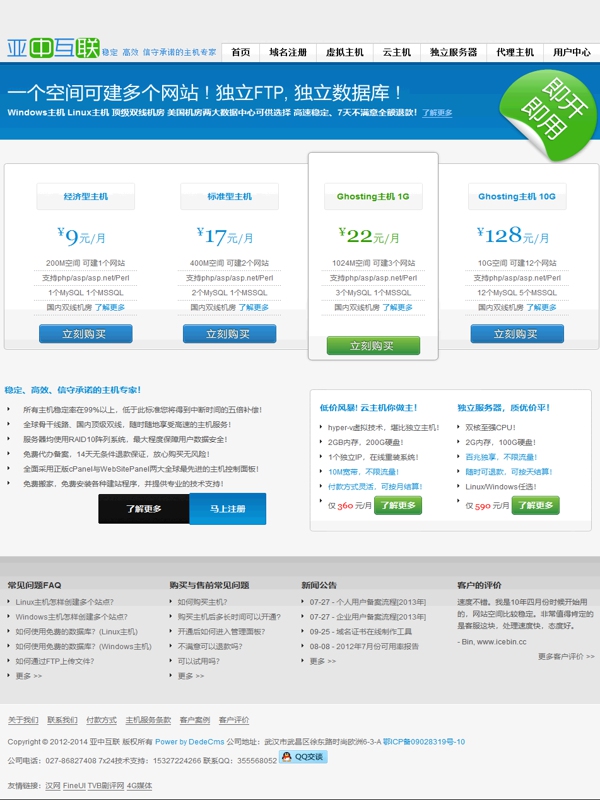 亚中互联 稳定 高效 信守承诺的主机专家
首页 域名注册 虚拟主机 云主机 独立服务器 代理主机 用户中心
一个空间可建多个网站！独立FTP, 独立数据库！
Windows主机 Linux主机 顶级双线机房 美国机房两大数据中心可供选择 高速稳定、7天不满意全额退款！了解更多
即开
即用
经济型主机 标准型主机 Ghosting主机 1G Ghosting主机 10G
¥9元/月 ¥17元/月 ¥22元/月 ¥128元/月
200M空间 可建1个网站 400M空间 可建2个网站 1024M空间 可建3个网站 10G空间 可建12个网站
支持php/asp/asp.net/Perl 支持php/asp/asp.net/Perl 支持php/asp/asp.net/Perl 支持php/asp/asp.net/Perl
1个MySQL 1个MSSQL 2个MySQL 1个MSSQL 3个MySQL 1个MSSQL 12个MySQL 5个MSSQL
国内双线机房 了解更多 国内双线机房 了解更多 国内双线机房 了解更多 国内双线机房 了解更多
立刻购买 立刻购买 立刻购买 立刻购买
稳定、高效、信守承诺的主机专家！
所有主机稳定率在99%以上，低于此标准您将得到中断时间的五倍补偿！
全球骨干线路、国内顶级双线，随时随地享受高速的主机服务！
服务器均使用RAID10阵列系统，最大程度保障用户数据安全！
免费代办备案，14天无条件退款保证，放心购买无风险！
全面采用正版cPanel与WebSitePanel两大全球最先进的主机控制面板！
免费搬家，免费安装各种建站程序，并提供专业的技术支持！
了解更多 马上注册
低价风暴! 云主机你做主！
hyper-v虚拟技术，堪比独立主机！
2GB内存，200G硬盘！
1个独立IP，在线重装系统！
10M宽带，不限流量！
付款方式灵活，可按月结算！
仅 360 元/月 了解更多
独立服务器，质优价平！
双核至强CPU！
2G内存，100G硬盘！
百兆独享，不限流量！
随时可退款，可按天结算！
Linux/Windows任选！
仅 590 元/月 了解更多
常见问题FAQ
Linux主机怎样创建多个站点？
Windows主机怎样创建多个站点？
如何使用免费的数据库？(Linux主机)
如何使用免费的数据库？(Windows主机)
如何通过FTP上传文件？
更多 >>
购买与售前常见问题
如何购买主机？
购买主机后多长时间可以开通？
开通后如何进入管理面板？
不满意可以退款吗？
可以试用吗？
更多 >>
新闻公告
07-27 - 个人用户备案流程[2013年]
07-27 - 企业用户备案流程[2013年]
09-25 - 域名证书在线制作工具
08-08 - 2012年7月份可用率报告
更多 >>
客户的评价
速度不错。我是10年四月份时候开始用
的，网站空间比较稳定。非常值得肯定的
是客服这块，处理速度快，态度好。
- Bin, www.icebin.cc
更多客户评价 >>
关于我们 联系我们 付款方式 主机服务条款 客户案例 客户评价
Copyright © 2012-2014 亚中互联 版权所有 Power by DedeCms 公司地址：武汉市武昌区徐东路时尚欧洲6-3-A 鄂ICP备09028319号-10
公司电话：027-86827408 7x24技术支持：15327224266 联系QQ：355568052 QQ交谈
友情链接：汉网 FineUI TVB剧评网 4G媒体